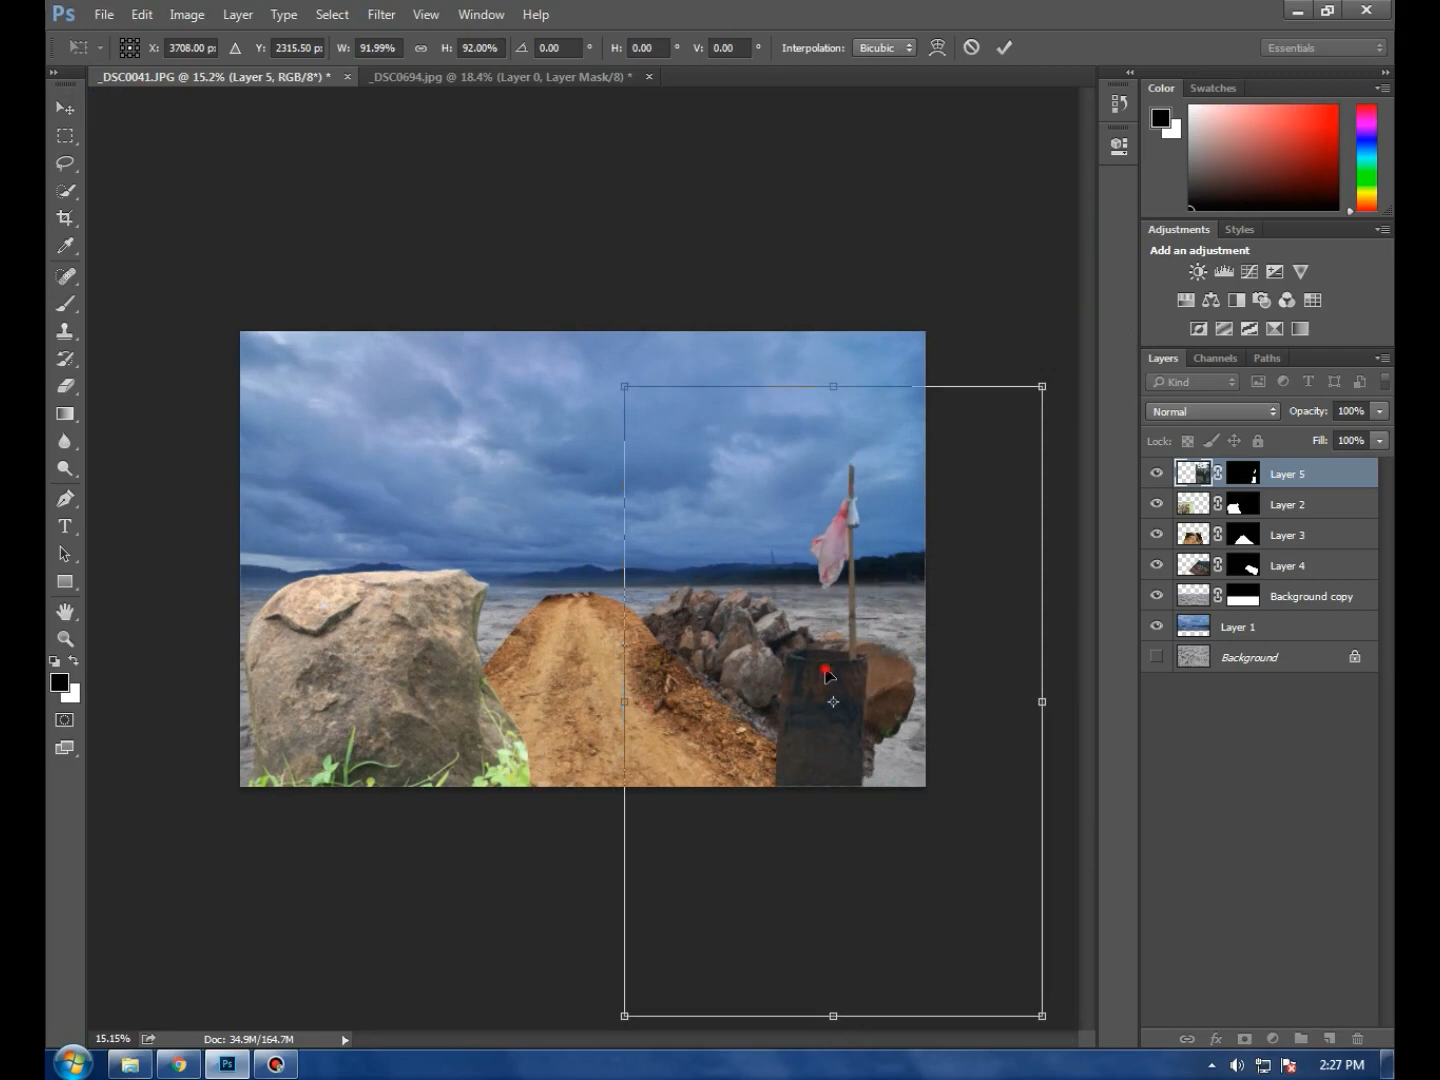 Ps File Edit Image Layer Type Select Filter View Window Help
X: 3708.00 p: Y: 2315.50 p: W: 91.99% H: 92.00% 0.00 ° H: 0.00 ° V: 0.00 ° Interpolation: Bicubic Essentials
_DSC0041.JPG @ 15.2% (Layer 5, RGB/8*) * × _DSC0694.jpg @ 18.4% (Layer 0, Layer Mask/8) * ×
Color Swatches
Adjustments Styles
Add an adjustment
Layers Channels Paths
Kind
Normal Opacity: 100%
Lock: Fill: 100%
Layer 5
Layer 2
Layer 3
Layer 4
Background copy
Layer 1
Background
15.15% Doc: 34.9M/164.7M
Ps 2:27 PM